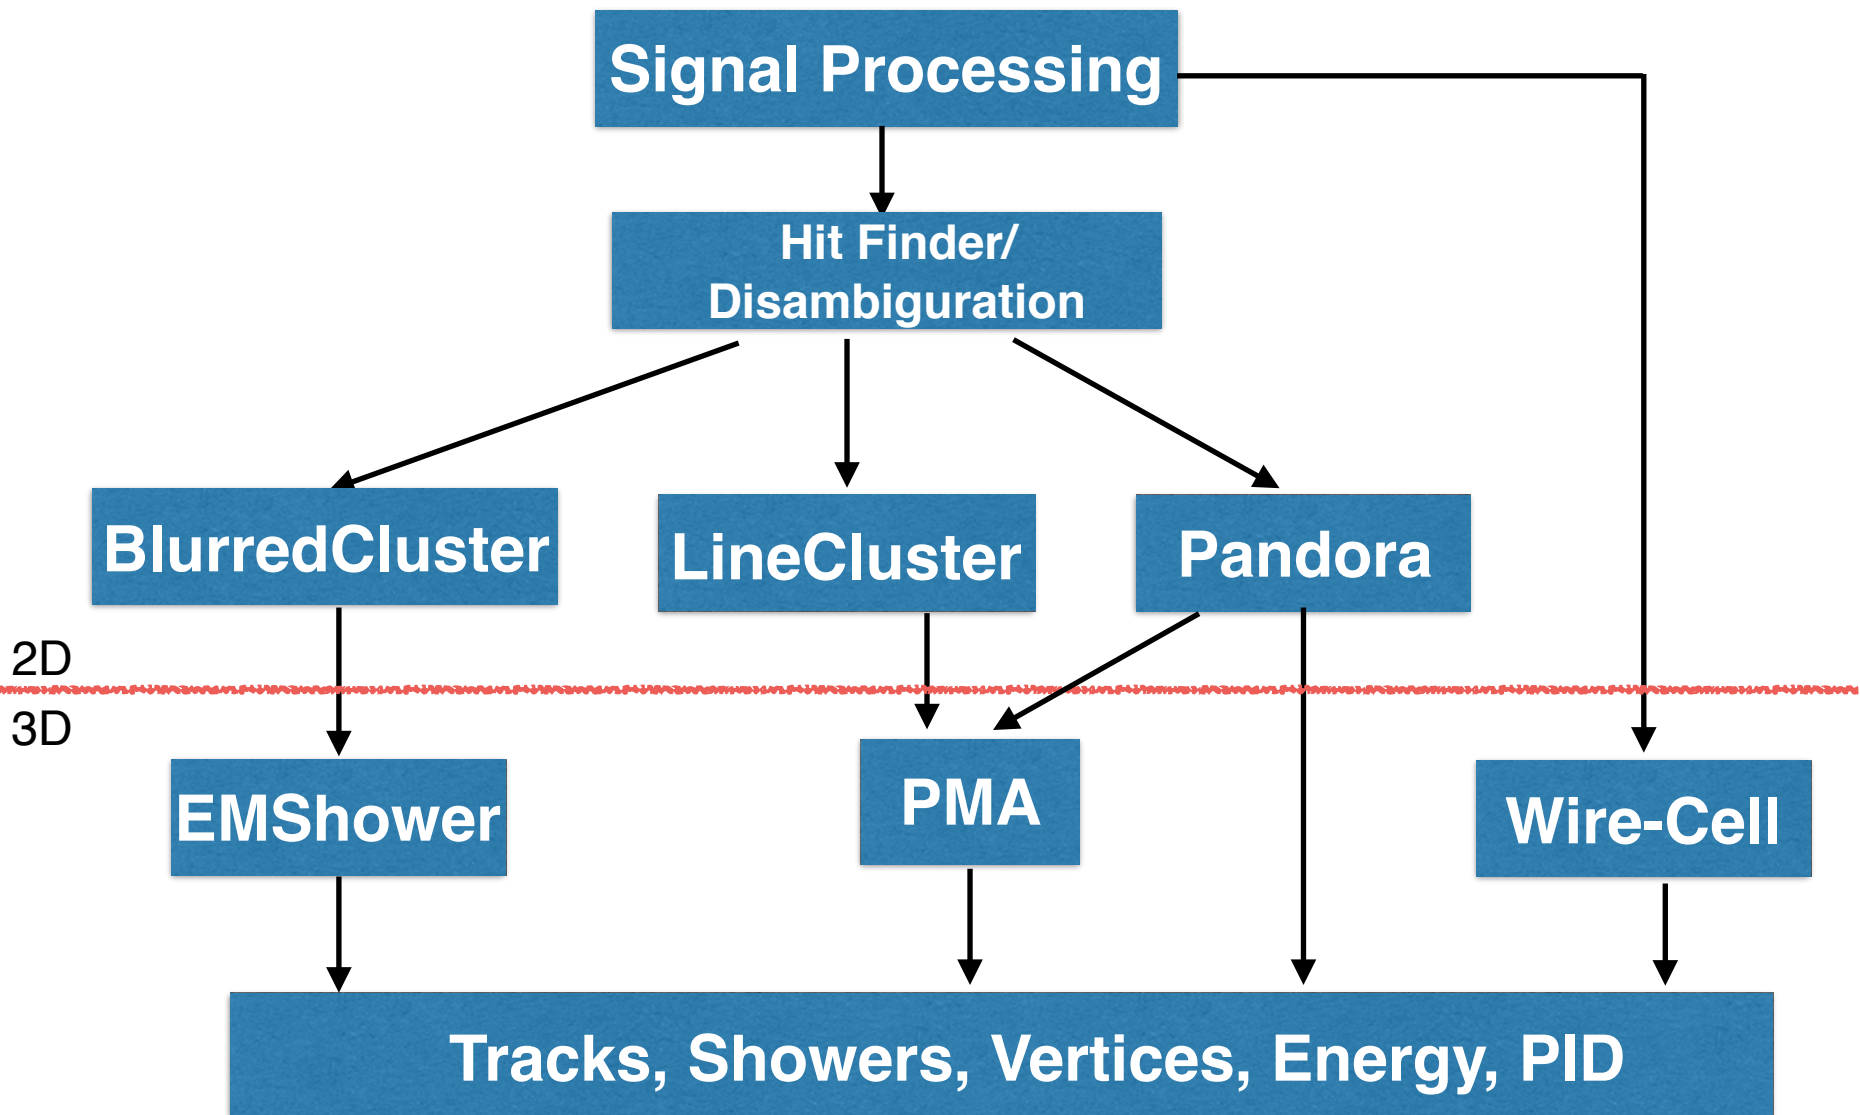 Signal Processing
Hit Finder/
Disambiguration
BlurredCluster
LineCluster
Pandora
2D
3D
EMShower
PMA
Wire-Cell
Tracks, Showers, Vertices, Energy, PID